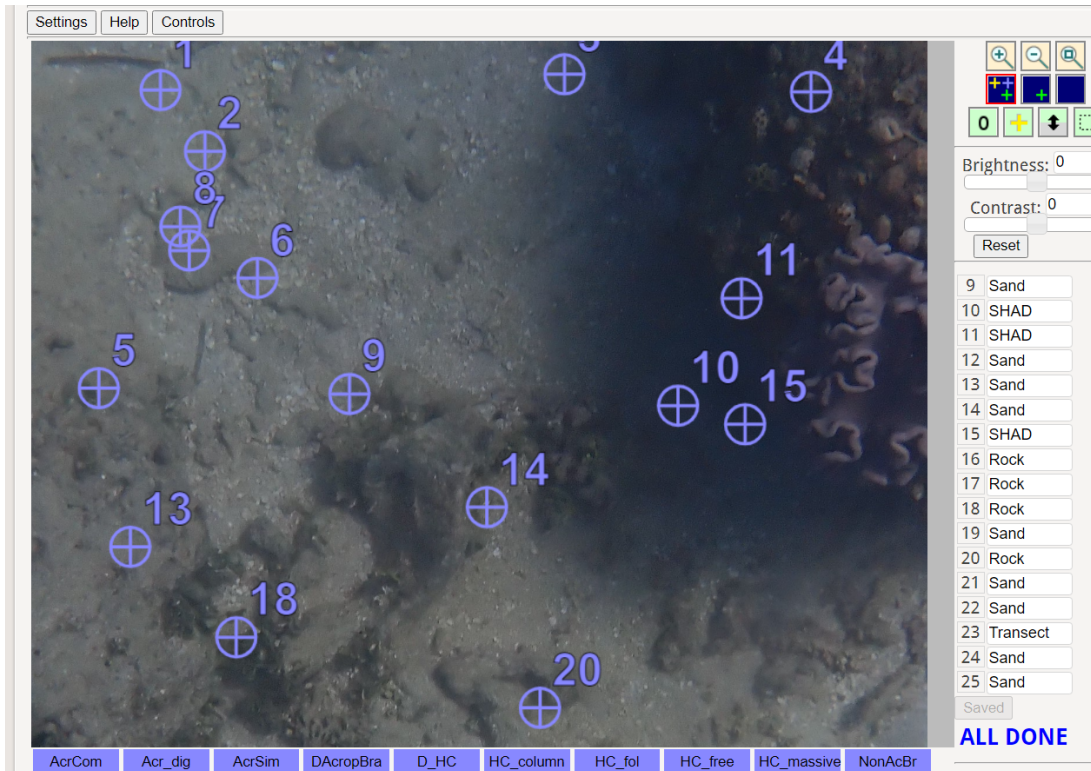 Settings Help Controls
1
3
4
2
8
7
6
11
5
9
10
15
14
13
18
20
0
Brightness: 0
Contrast: 0
Reset
9 Sand
10 SHAD
11 SHAD
12 Sand
13 Sand
14 Sand
15 SHAD
16 Rock
17 Rock
18 Rock
19 Sand
20 Rock
21 Sand
22 Sand
23 Transect
24 Sand
25 Sand
Saved
ALL DONE
AcrCom Acr_dig AcrSim DAcropBra D_HC HC_column HC_fol HC_free HC_massive NonAcBr